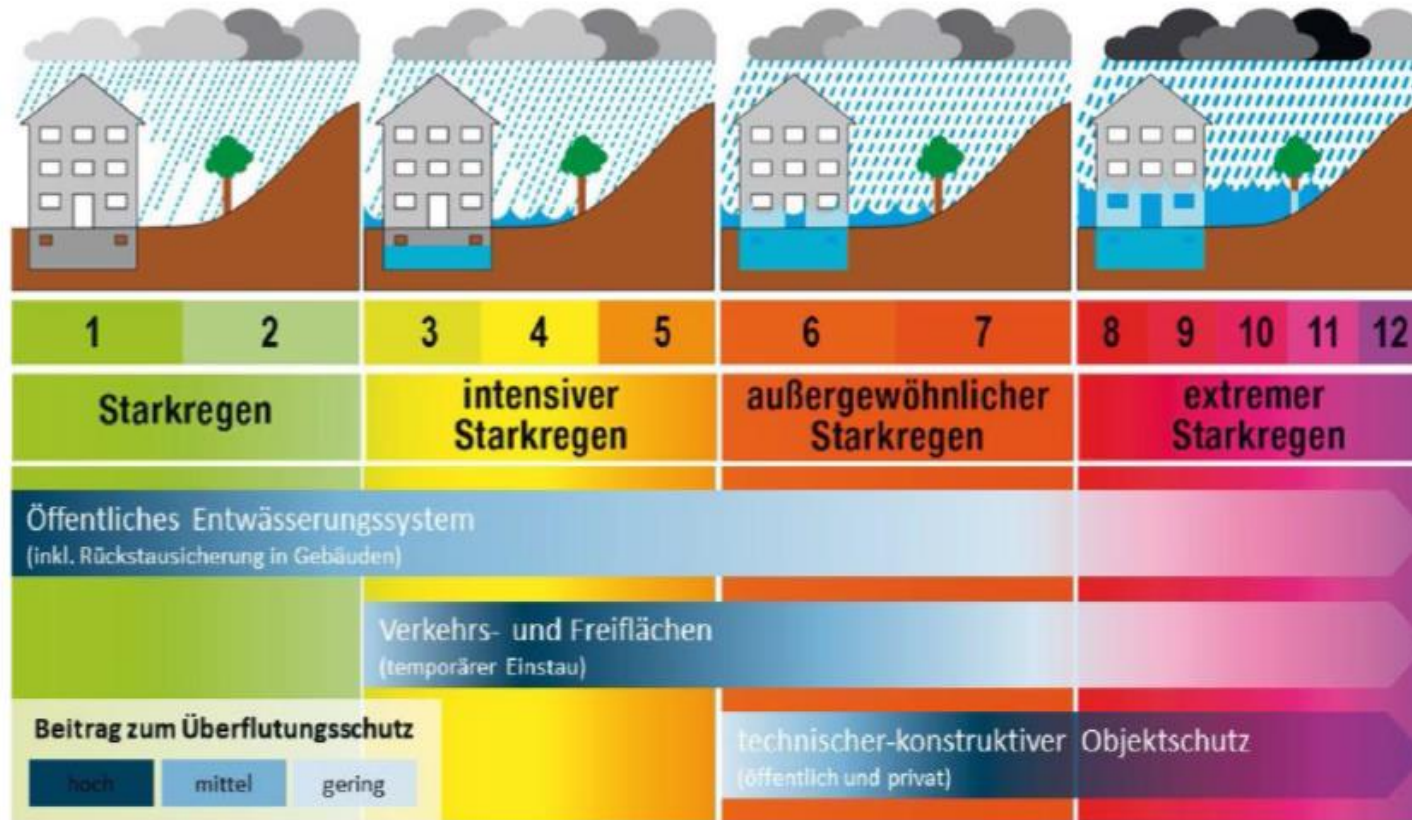 1 2 3 4 5 6 7 8 9 10 11 12
Starkregen
intensiver
Starkregen
außergewöhnlicher
Starkregen
extremer
Starkregen
Öffentliches Entwässerungssystem
(inkl. Rückstausicherung in Gebäuden)
Verkehrs- und Freiflächen
(temporärer Einstau)
technischer-konstruktiver Objektschutz
(öffentlich und privat)
Beitrag zum Überflutungsschutz
hoch mittel gering